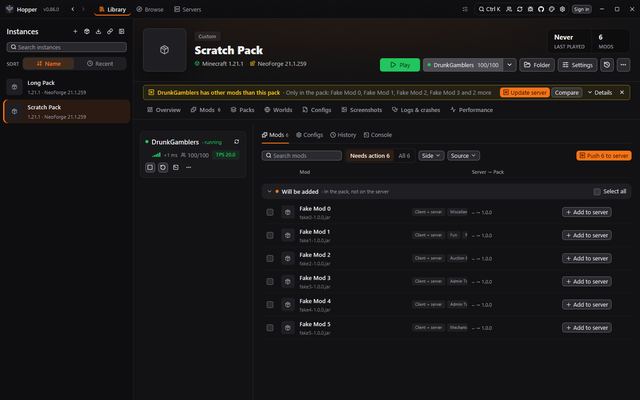 Hopper v0.86.0 Library Browse Servers Ctrl K Sign in
Instances
Search instances
SORT Name Recent
Long Pack
1.21.1 · NeoForge 21.1.259
Scratch Pack
1.21.1 · NeoForge 21.1.259
Custom
Scratch Pack
Minecraft 1.21.1 NeoForge 21.1.259
Never
LAST PLAYED
6
MODS
Play DrunkGamblers 100/100 Folder Settings
DrunkGamblers has other mods than this pack · Only in the pack: Fake Mod 0, Fake Mod 1, Fake Mod 2, Fake Mod 3 and 2 more Update server Compare Details
Overview Mods 6 Packs Worlds Configs Screenshots Logs & crashes Performance
DrunkGamblers · running
<1 ms 100/100 TPS 20.0
Mods 6 Configs History Console
Search mods Needs action 6 All 6 Side Source Push 6 to server
Mod Server → Pack
Will be added · in the pack, not on the server Select all
Fake Mod 0
fake0-1.0.0.jar
Client + server Miscellan – → 1.0.0 + Add to server
Fake Mod 1
fake1-1.0.0.jar
Client + server Fun – → 1.0.0 + Add to server
Fake Mod 2
fake2-1.0.0.jar
Client + server Auction – → 1.0.0 + Add to server
Fake Mod 3
fake3-1.0.0.jar
Client + server Admin T – → 1.0.0 + Add to server
Fake Mod 4
fake4-1.0.0.jar
Client + server Admin T – → 1.0.0 + Add to server
Fake Mod 5
fake5-1.0.0.jar
Client + server Mechani – → 1.0.0 + Add to server